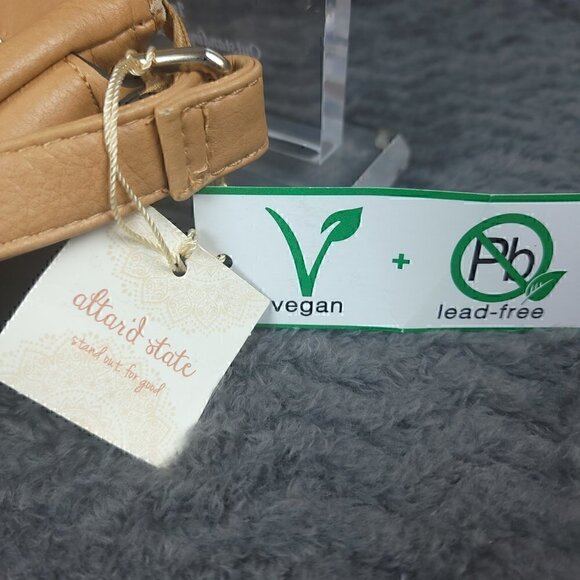 altar'd state
stand out. for good
V
vegan
+
Pb
lead-free